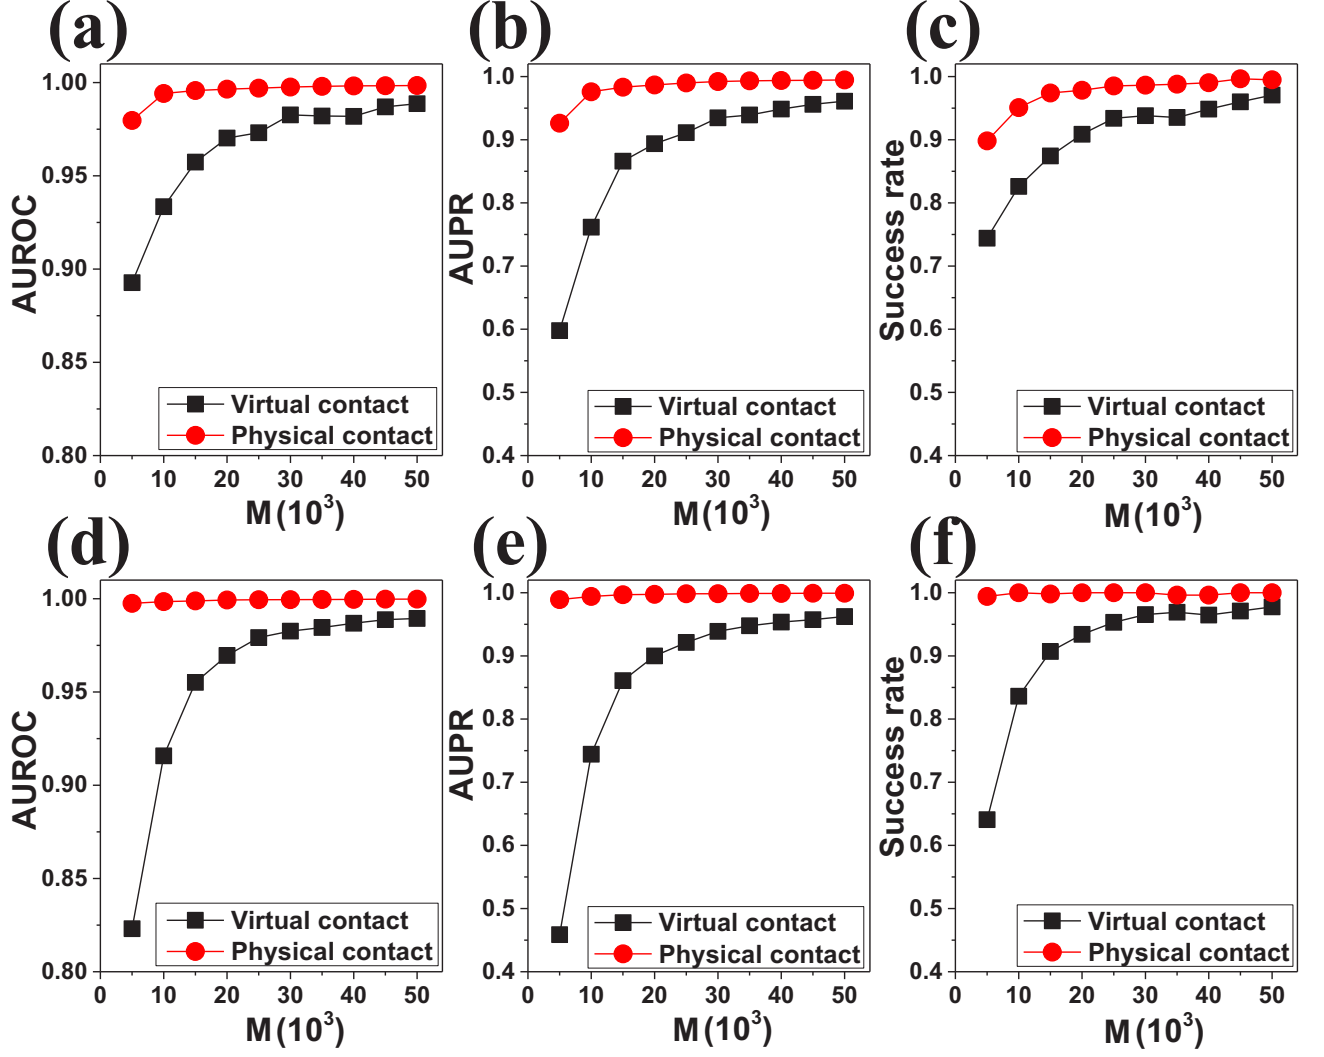 (a)
1.00
0.95
0.90
0.85
0.80
AUROC
Virtual contact
Physical contact
0 10 20 30 40 50
M (10³)
(b)
1.0
0.9
0.8
0.7
0.6
0.5
0.4
AUPR
Virtual contact
Physical contact
0 10 20 30 40 50
M (10³)
(c)
1.0
0.9
0.8
0.7
0.6
0.5
0.4
Success rate
Virtual contact
Physical contact
0 10 20 30 40 50
M (10³)
(d)
1.00
0.95
0.90
0.85
0.80
AUROC
Virtual contact
Physical contact
0 10 20 30 40 50
M (10³)
(e)
1.0
0.9
0.8
0.7
0.6
0.5
0.4
AUPR
Virtual contact
Physical contact
0 10 20 30 40 50
M (10³)
(f)
1.0
0.9
0.8
0.7
0.6
0.5
0.4
Success rate
Virtual contact
Physical contact
0 10 20 30 40 50
M (10³)